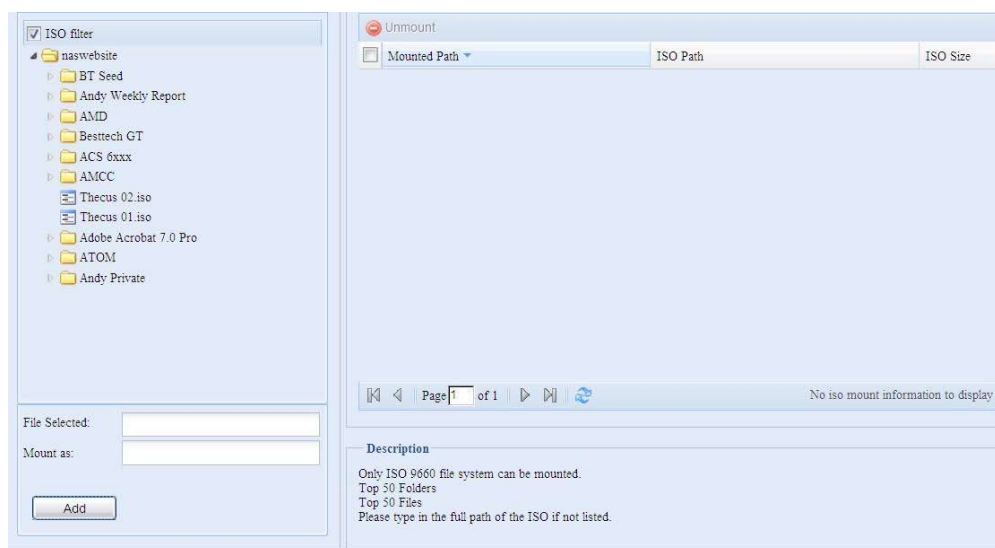 ISO filter
naswebsite
BT Seed
Andy Weekly Report
AMD
Besttech GT
ACS 6xxx
AMCC
Thecus 02.iso
Thecus 01.iso
Adobe Acrobat 7.0 Pro
ATOM
Andy Private
File Selected:
Mount as:
Add
Unmount
Mounted Path ISO Path ISO Size
Page 1 of 1 No iso mount information to display
Description
Only ISO 9660 file system can be mounted.
Top 50 Folders
Top 50 Files
Please type in the full path of the ISO if not listed.